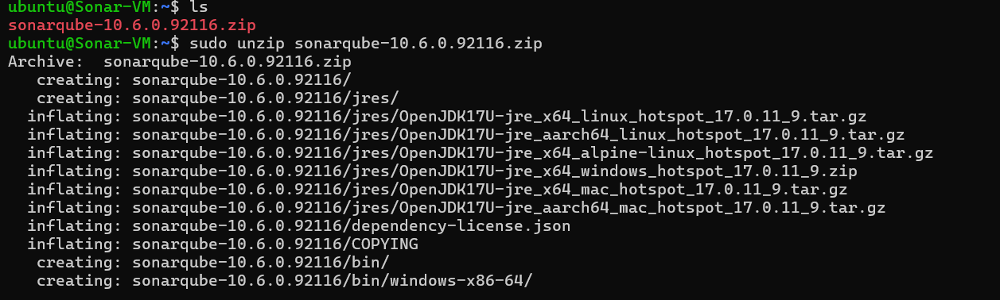 ubuntu@Sonar-VM:~$ ls
sonarqube-10.6.0.92116.zip
ubuntu@Sonar-VM:~$ sudo unzip sonarqube-10.6.0.92116.zip
Archive:  sonarqube-10.6.0.92116.zip
   creating: sonarqube-10.6.0.92116/
   creating: sonarqube-10.6.0.92116/jres/
  inflating: sonarqube-10.6.0.92116/jres/OpenJDK17U-jre_x64_linux_hotspot_17.0.11_9.tar.gz
  inflating: sonarqube-10.6.0.92116/jres/OpenJDK17U-jre_aarch64_linux_hotspot_17.0.11_9.tar.gz
  inflating: sonarqube-10.6.0.92116/jres/OpenJDK17U-jre_x64_alpine-linux_hotspot_17.0.11_9.tar.gz
  inflating: sonarqube-10.6.0.92116/jres/OpenJDK17U-jre_x64_windows_hotspot_17.0.11_9.zip
  inflating: sonarqube-10.6.0.92116/jres/OpenJDK17U-jre_x64_mac_hotspot_17.0.11_9.tar.gz
  inflating: sonarqube-10.6.0.92116/jres/OpenJDK17U-jre_aarch64_mac_hotspot_17.0.11_9.tar.gz
  inflating: sonarqube-10.6.0.92116/dependency-license.json
  inflating: sonarqube-10.6.0.92116/COPYING
   creating: sonarqube-10.6.0.92116/bin/
   creating: sonarqube-10.6.0.92116/bin/windows-x86-64/